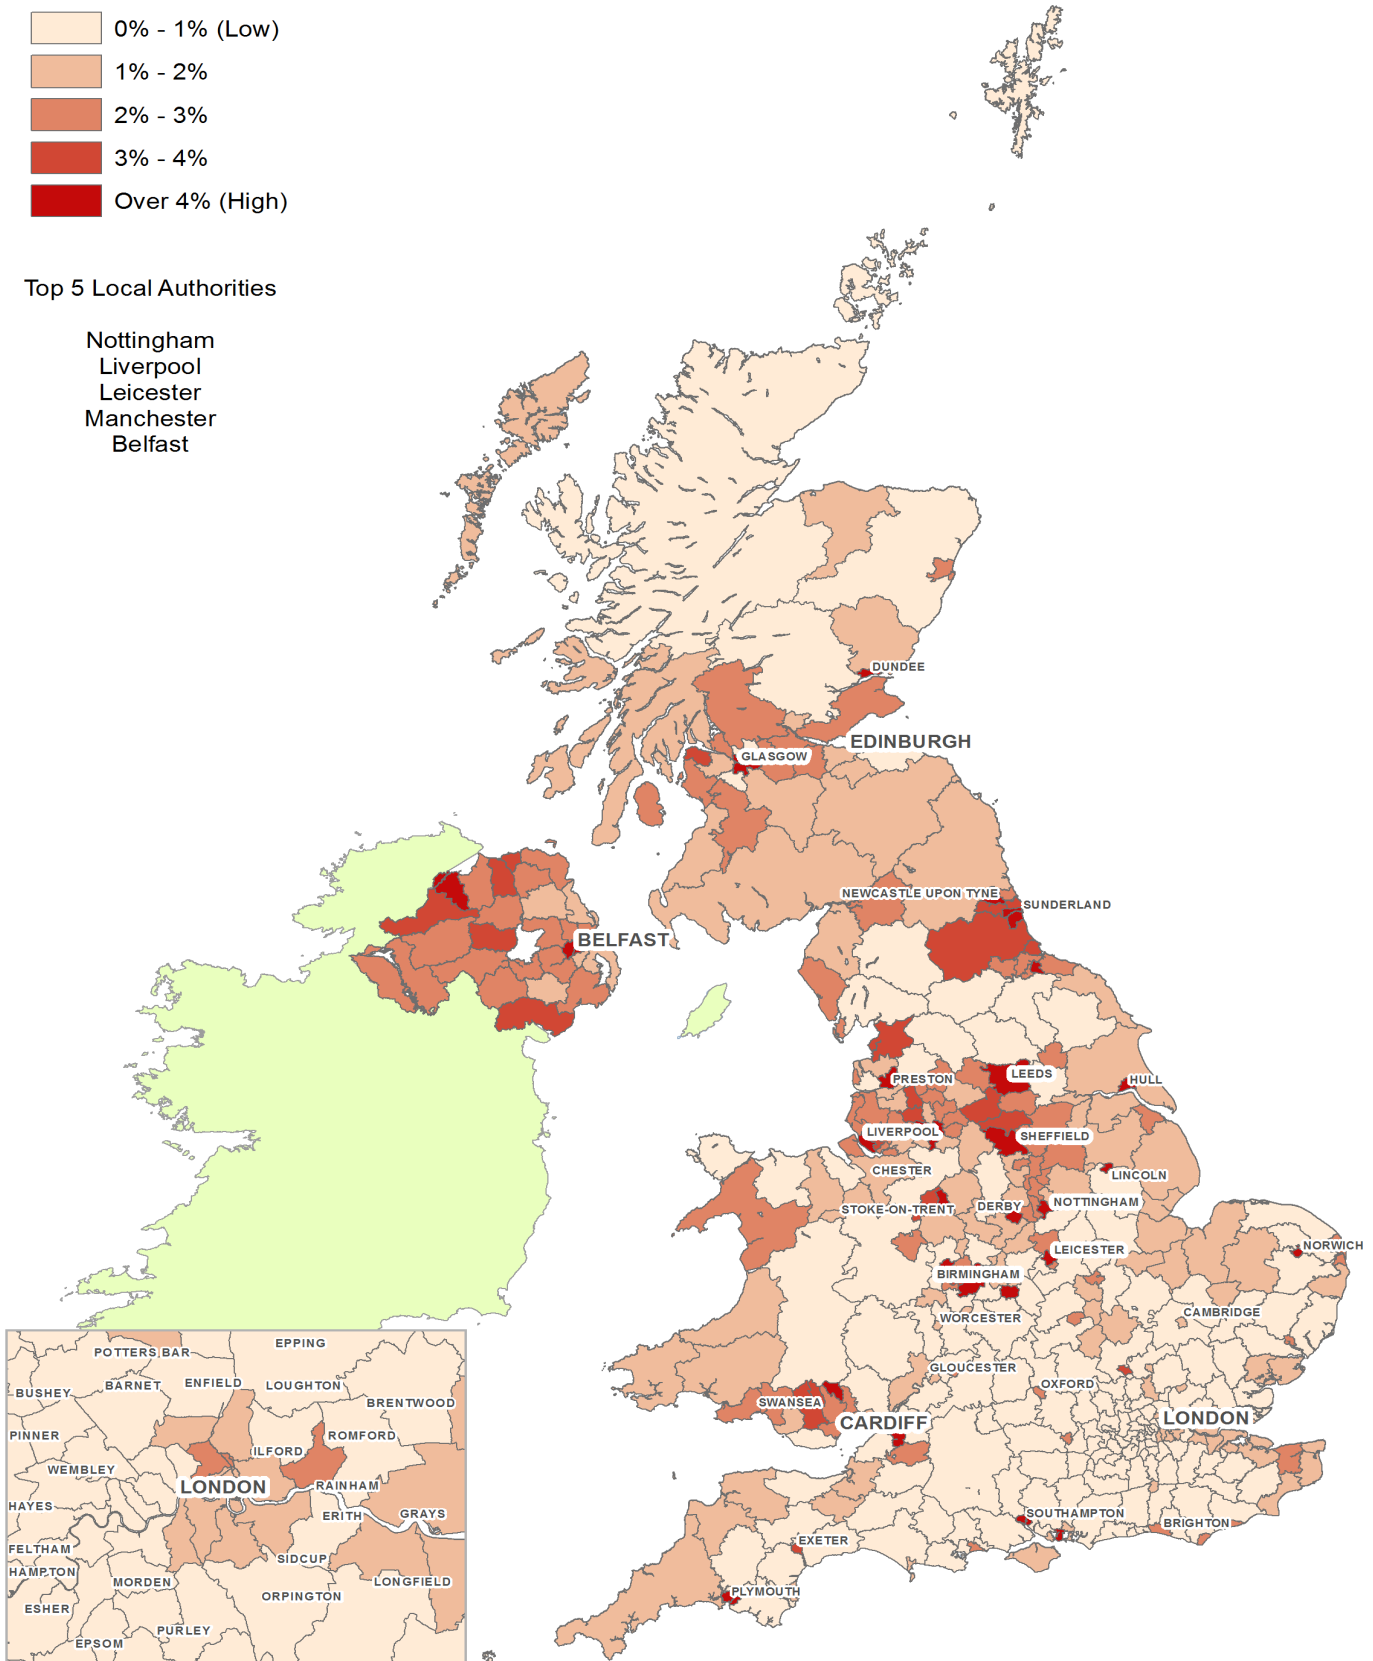 0% - 1% (Low)
1% - 2%
2% - 3%
3% - 4%
Over 4% (High)
Top 5 Local Authorities
Nottingham
Liverpool
Leicester
Manchester
Belfast
DUNDEE
EDINBURGH
GLASGOW
NEWCASTLE UPON TYNE
SUNDERLAND
BELFAST
LEEDS
PRESTON
HULL
LIVERPOOL
SHEFFIELD
CHESTER
LINCOLN
STOKE-ON-TRENT
DERBY
NOTTINGHAM
LEICESTER
NORWICH
BIRMINGHAM
WORCESTER
CAMBRIDGE
GLOUCESTER
OXFORD
SWANSEA
CARDIFF
LONDON
SOUTHAMPTON
BRIGHTON
EXETER
PLYMOUTH
EPPING
POTTERS BAR
BARNET
ENFIELD
LOUGHTON
BUSHEY
BRENTWOOD
PINNER
ROMFORD
ILFORD
WEMBLEY
LONDON
RAINHAM
HAYES
ERITH
GRAYS
FELTHAM
SIDCUP
HAMPTON
MORDEN
LONGFIELD
ORPINGTON
ESHER
PURLEY
EPSOM